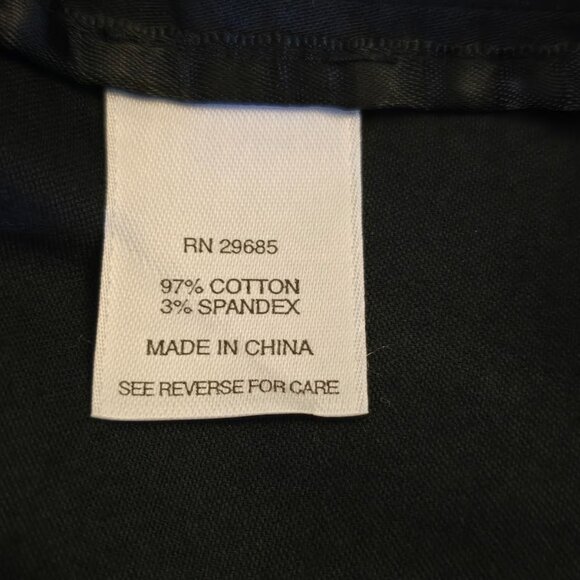 RN 29685
97% COTTON
3% SPANDEX
MADE IN CHINA
SEE REVERSE FOR CARE